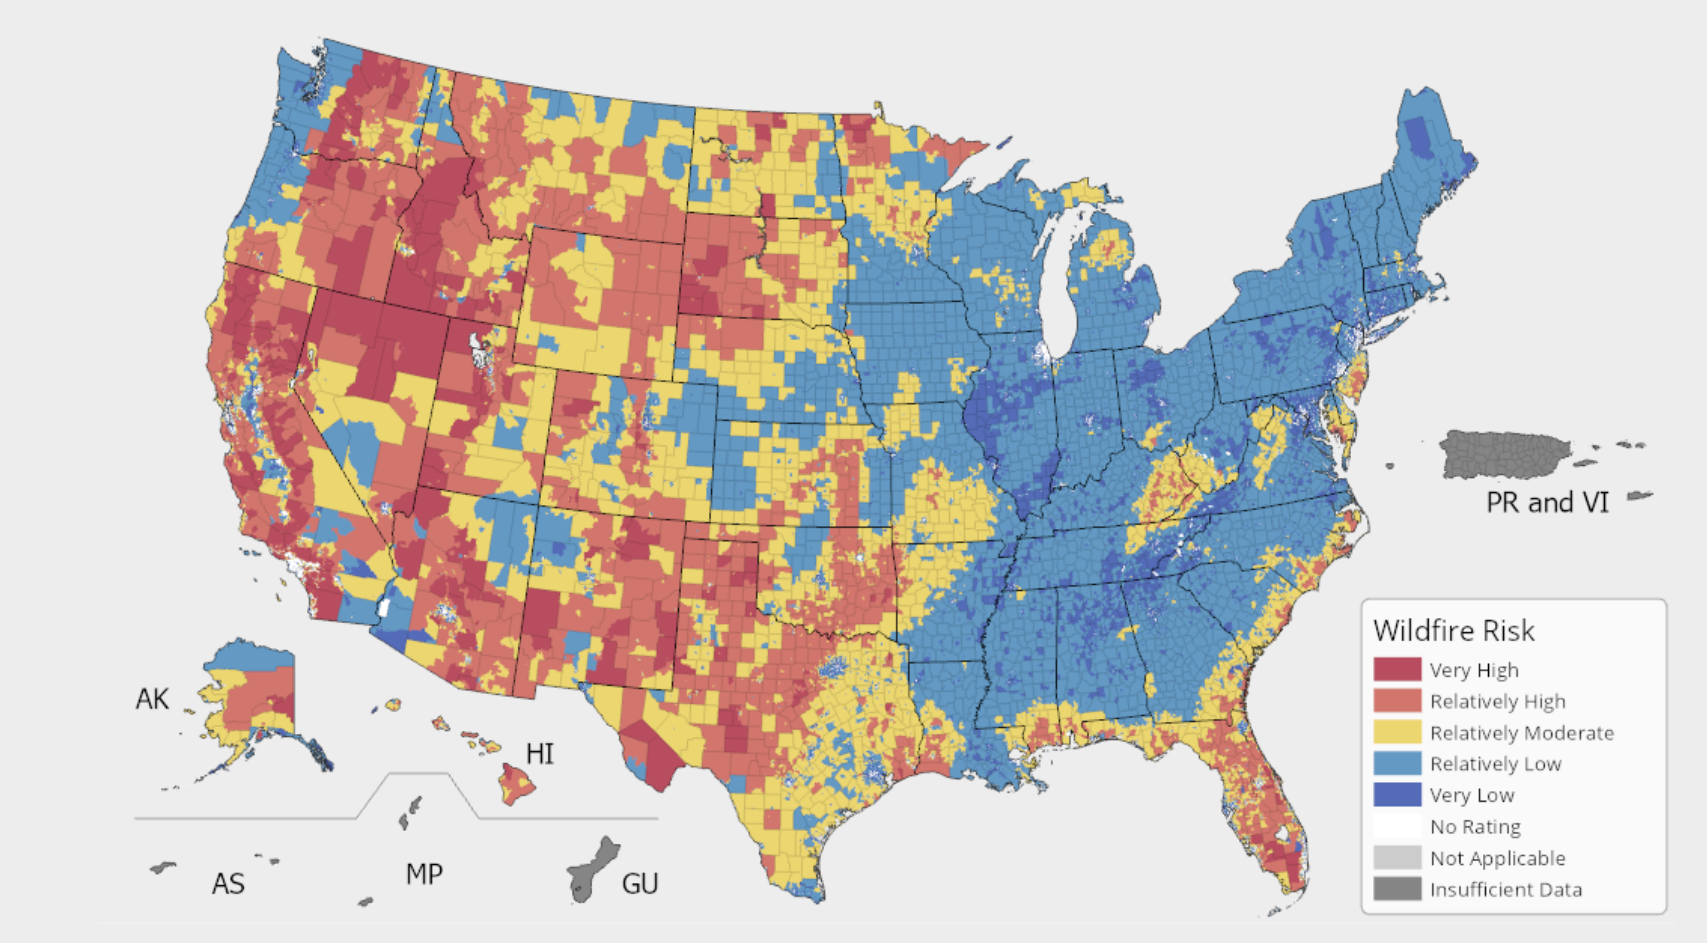 PR and VI
AK
HI
AS
MP
GU
Wildfire Risk
Very High
Relatively High
Relatively Moderate
Relatively Low
Very Low
No Rating
Not Applicable
Insufficient Data